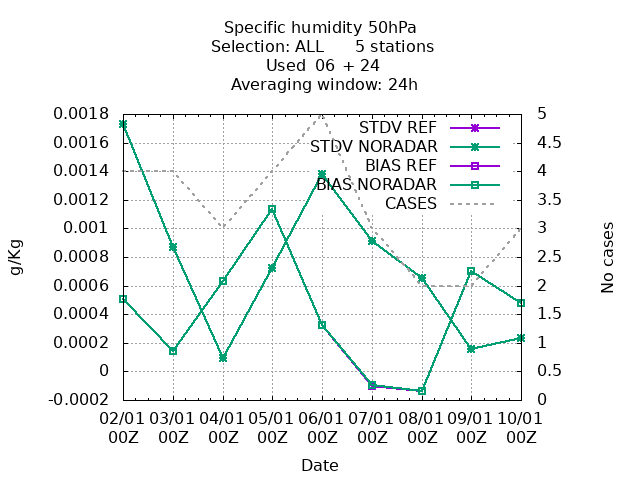 Specific humidity 50hPa
Selection: ALL 5 stations
Used 06 + 24
Averaging window: 24h
STDV REF
STDV NORADAR
BIAS REF
BIAS NORADAR
CASES
g/Kg
0.0018
0.0016
0.0014
0.0012
0.001
0.0008
0.0006
0.0004
0.0002
0
-0.0002
5
4.5
4
3.5
3
2.5
2
1.5
1
0.5
0
No cases
02/01 03/01 04/01 05/01 06/01 07/01 08/01 09/01 10/01
00Z 00Z 00Z 00Z 00Z 00Z 00Z 00Z 00Z
Date